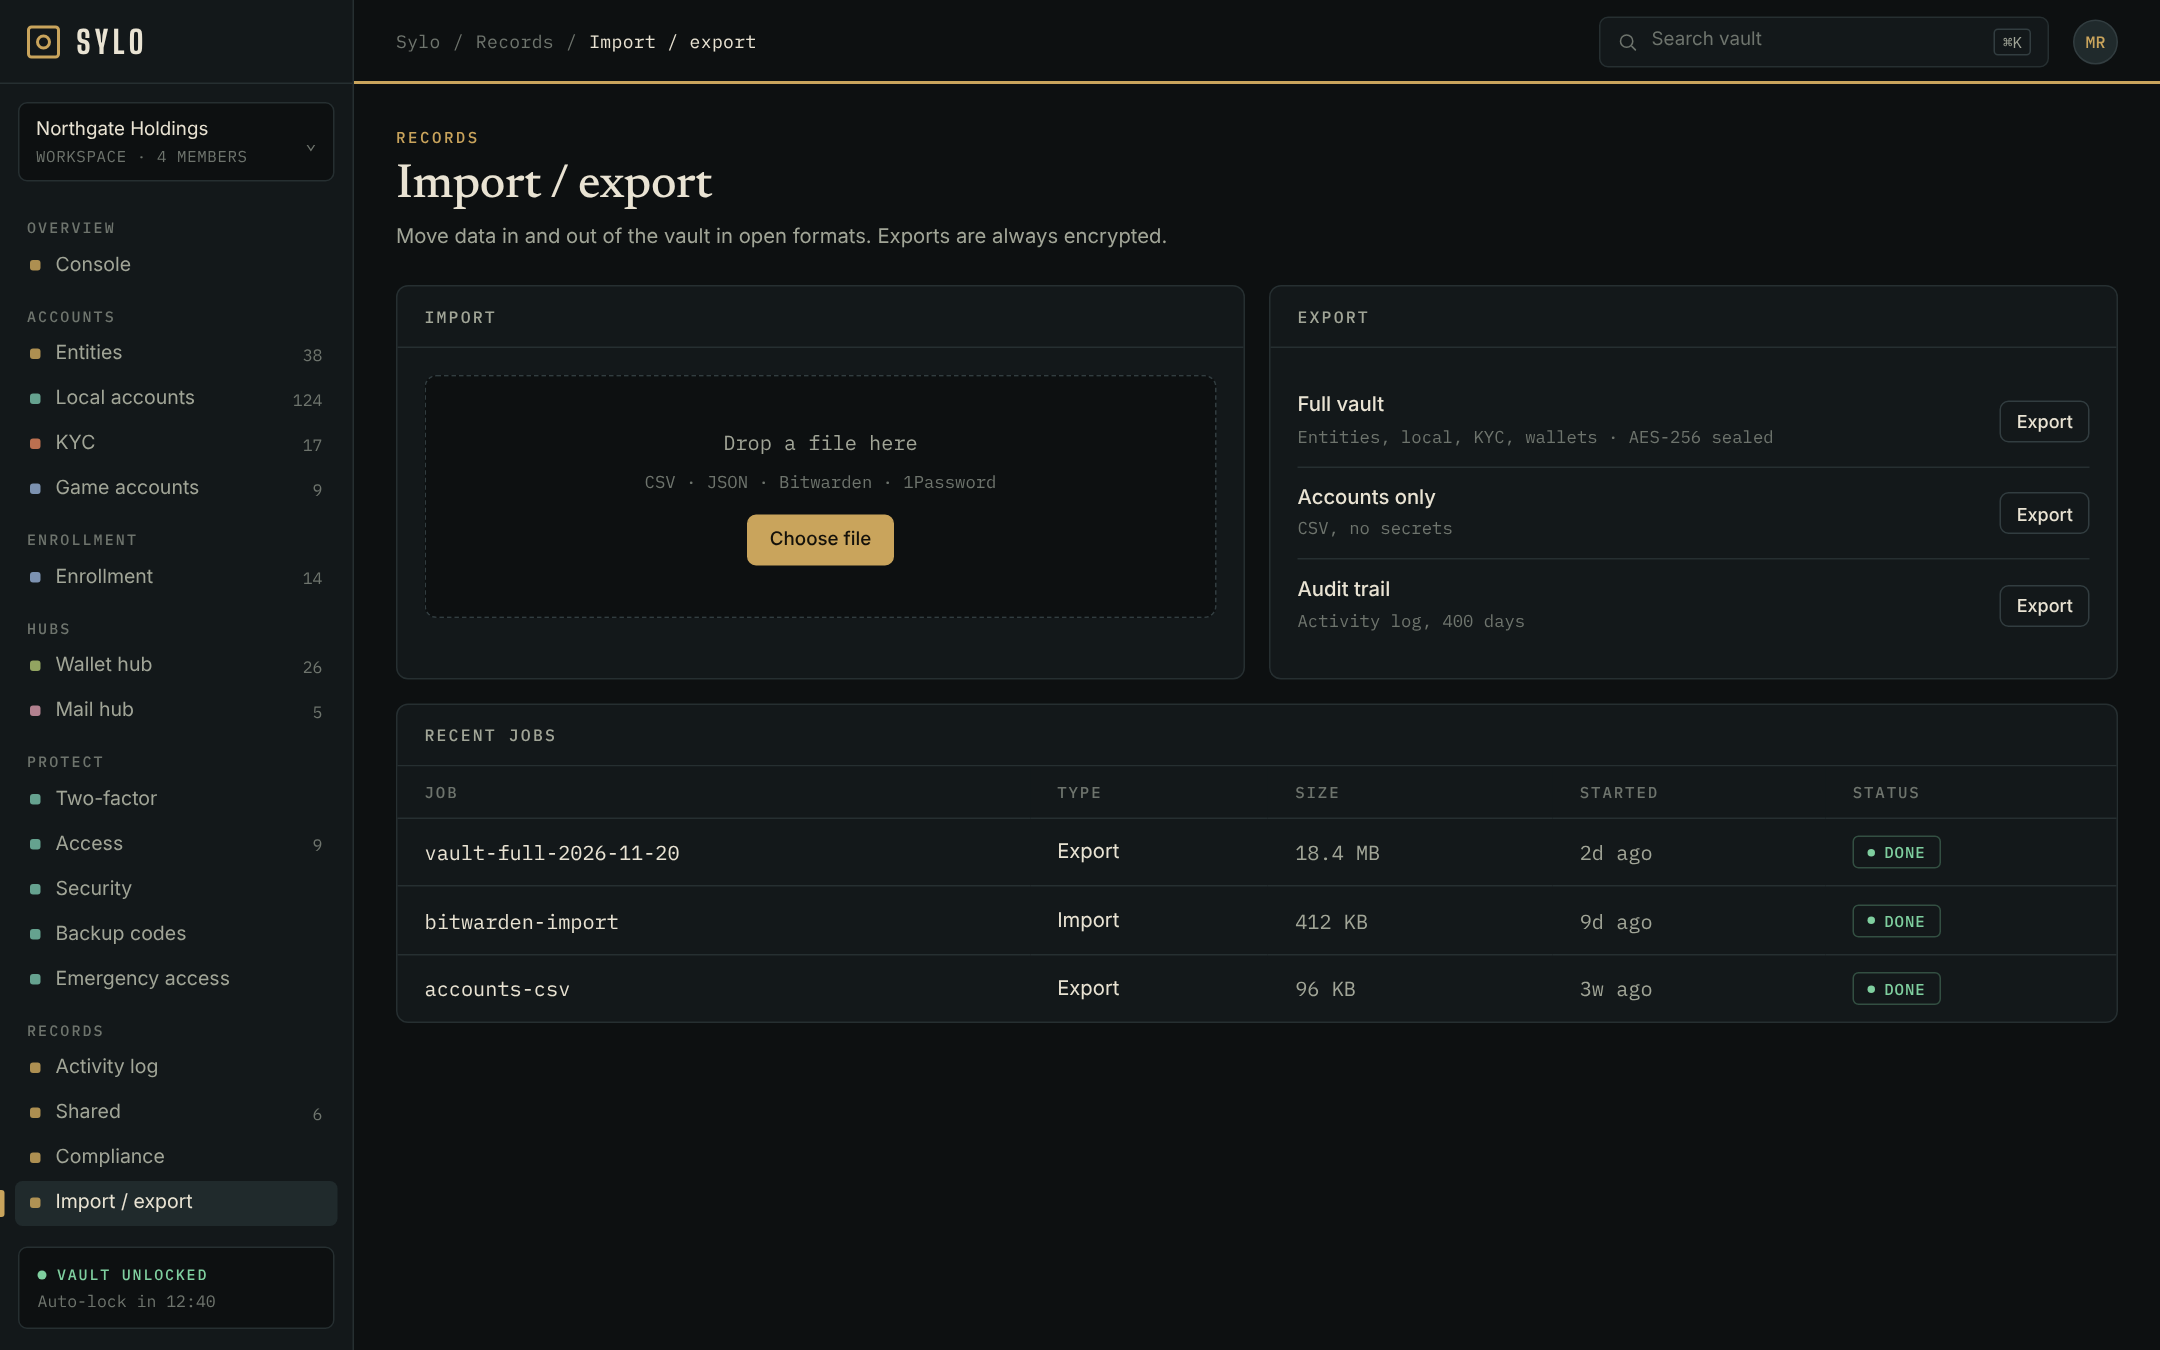 SYLO
Northgate Holdings
WORKSPACE · 4 MEMBERS
OVERVIEW
Console
ACCOUNTS
Entities 38
Local accounts 124
KYC 17
Game accounts 9
ENROLLMENT
Enrollment 14
HUBS
Wallet hub 26
Mail hub 5
PROTECT
Two-factor
Access 9
Security
Backup codes
Emergency access
RECORDS
Activity log
Shared 6
Compliance
Import / export
VAULT UNLOCKED
Auto-lock in 12:40
Sylo / Records / Import / export
Search vault ⌘K
MR
RECORDS
Import / export
Move data in and out of the vault in open formats. Exports are always encrypted.
IMPORT
Drop a file here
CSV · JSON · Bitwarden · 1Password
Choose file
EXPORT
Full vault
Entities, local, KYC, wallets · AES-256 sealed
Export
Accounts only
CSV, no secrets
Export
Audit trail
Activity log, 400 days
Export
RECENT JOBS
JOB TYPE SIZE STARTED STATUS
vault-full-2026-11-20 Export 18.4 MB 2d ago DONE
bitwarden-import Import 412 KB 9d ago DONE
accounts-csv Export 96 KB 3w ago DONE